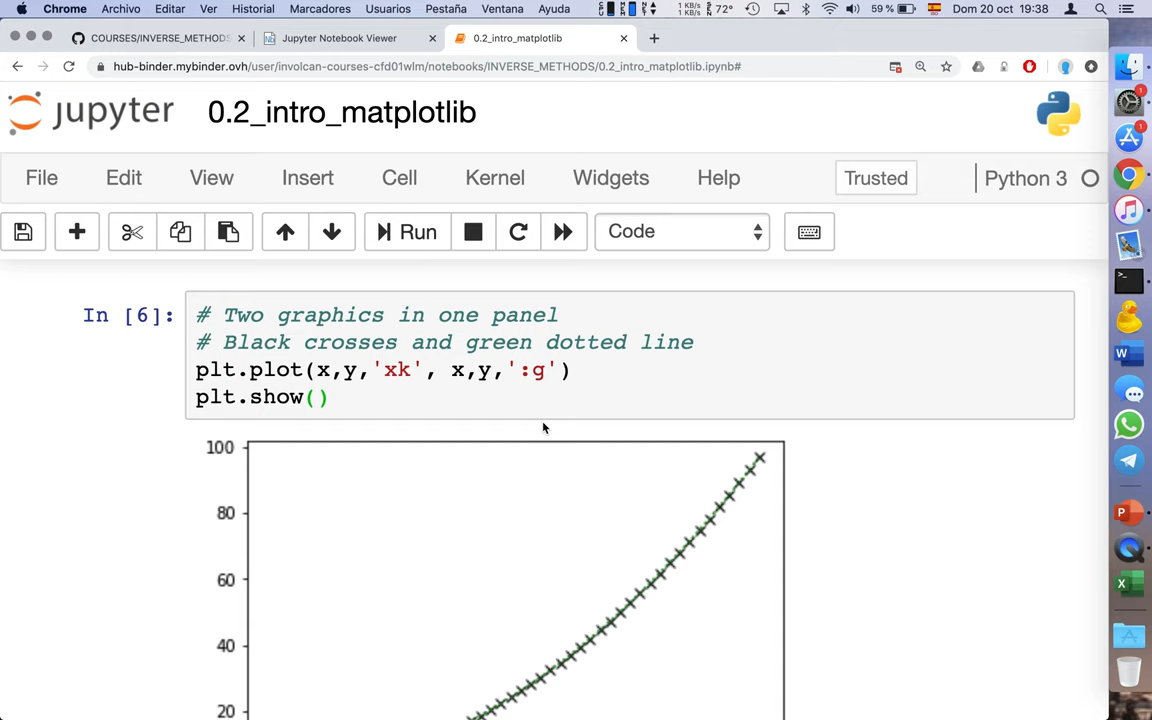 Chrome Archivo Editar Ver Historial Marcadores Usuarios Pestaña Ventana Ayuda 1 KB/s 1 KB/s 72° 59 % Dom 20 oct 19:38
COURSES/INVERSE_METHODS Jupyter Notebook Viewer 0.2_intro_matplotlib
hub-binder.mybinder.ovh/user/involcan-courses-cfd01wlm/notebooks/INVERSE_METHODS/0.2_intro_matplotlib.ipynb#
jupyter 0.2_intro_matplotlib
File Edit View Insert Cell Kernel Widgets Help Trusted Python 3
Run Code
In [6]: # Two graphics in one panel
# Black crosses and green dotted line
plt.plot(x,y,'xk', x,y,':g')
plt.show()
100
80
60
40
20